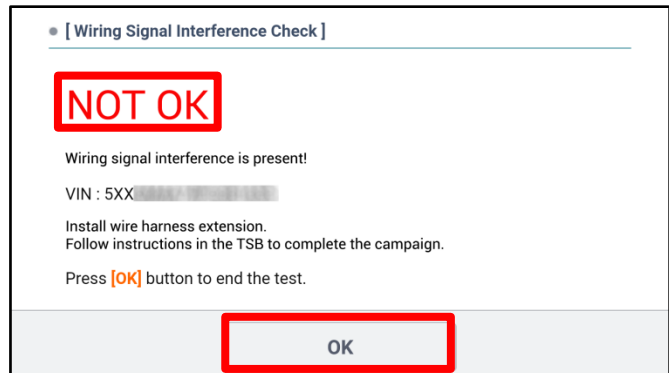 [ Wiring Signal Interference Check ]
NOT OK
Wiring signal interference is present!
VIN : 5XX
Install wire harness extension.
Follow instructions in the TSB to complete the campaign.
Press [OK] button to end the test.
OK